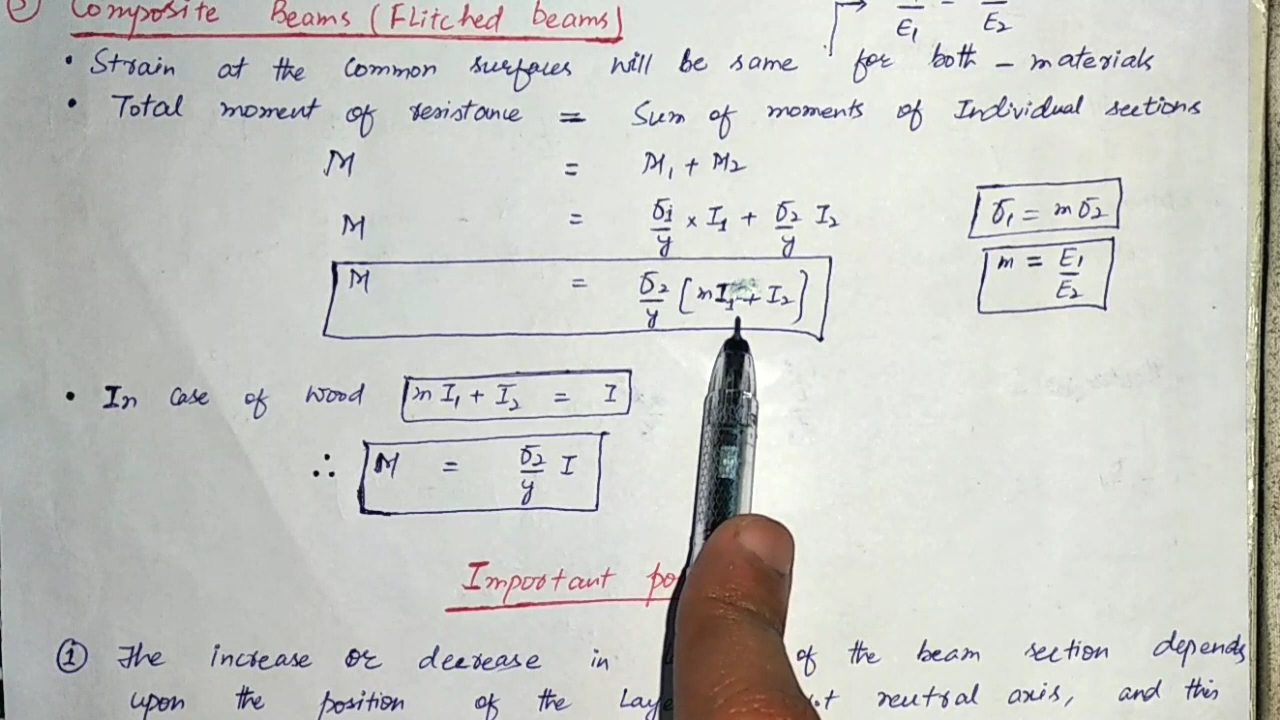 ③ Composite Beams (Flitched beams)
E₁ = E₂
• Strain at the common surfaces will be same for both - materials
• Total moment of resistance = Sum of moments of Individual sections
M = M₁ + M₂
M = σ₁/y × I₁ + σ₂/y I₂
σ₁ = mσ₂
M = σ₂/y [mI₁ + I₂]
m = E₁/E₂
• In case of wood mI₁ + I₂ = I
∴ M = σ₂/y I
Important
① The increase or decrease in of the beam section depends
upon the position of the neutral axis, and this